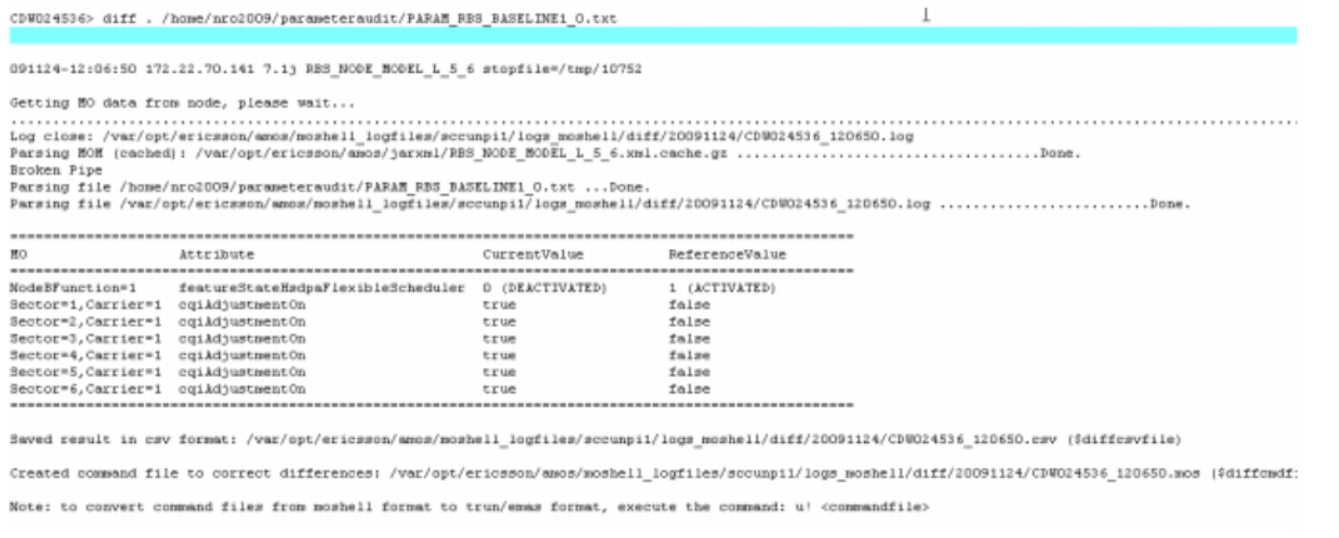 CDW024536> diff . /home/nro2009/parameteraudit/PARAM_RBS_BASELINE1_0.txt
091124-12:06:50 172.22.70.141 7.1j RBS_NODE_MODEL_L_5_6 stopfile=/tmp/10752
Getting MO data from node, please wait...
....................................................................................................................................................
Log close: /var/opt/ericsson/amos/moshell_logfiles/sccunpi1/logs_moshell/diff/20091124/CDW024536_120650.log
Parsing MOM (cached): /var/opt/ericsson/amos/jarxml/RBS_NODE_MODEL_L_5_6.xml.cache.gz ....................................Done.
Broken Pipe
Parsing file /home/nro2009/parameteraudit/PARAM_RBS_BASELINE1_0.txt ...Done.
Parsing file /var/opt/ericsson/amos/moshell_logfiles/sccunpi1/logs_moshell/diff/20091124/CDW024536_120650.log .........................Done.
====================================================================================================
MO Attribute CurrentValue ReferenceValue
====================================================================================================
NodeBFunction=1 featureStateHsdpaFlexibleScheduler 0 (DEACTIVATED) 1 (ACTIVATED)
Sector=1,Carrier=1 cqiAdjustmentOn true false
Sector=2,Carrier=1 cqiAdjustmentOn true false
Sector=3,Carrier=1 cqiAdjustmentOn true false
Sector=4,Carrier=1 cqiAdjustmentOn true false
Sector=5,Carrier=1 cqiAdjustmentOn true false
Sector=6,Carrier=1 cqiAdjustmentOn true false
====================================================================================================
Saved result in csv format: /var/opt/ericsson/amos/moshell_logfiles/sccunpi1/logs_moshell/diff/20091124/CDW024536_120650.csv ($diffcsvfile)
Created command file to correct differences: /var/opt/ericsson/amos/moshell_logfiles/sccunpi1/logs_moshell/diff/20091124/CDW024536_120650.mos ($diffcmdf:
Note: to convert command files from moshell format to trun/emas format, execute the command: u! <commandfile>